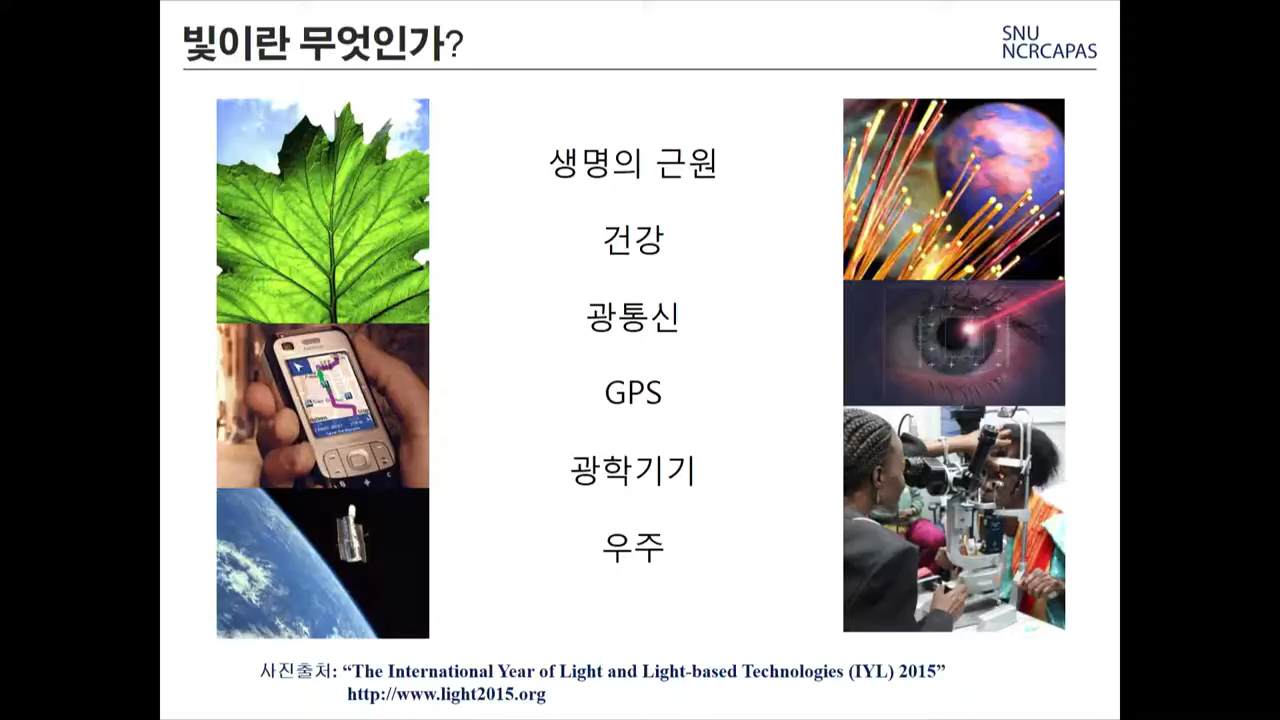 빛이란 무엇인가?
SNU
NCRCAPAS
생명의 근원
건강
광통신
GPS
광학기기
우주
사진출처: “The International Year of Light and Light-based Technologies (IYL) 2015”
http://www.light2015.org